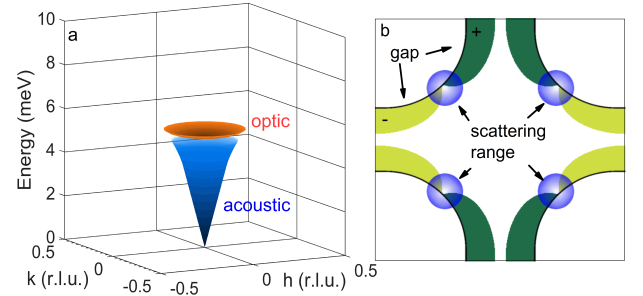 a
Energy (meV)
10
8
6
4
2
0
0.5
0
-0.5
k (r.l.u.)
-0.5
0
0.5
h (r.l.u.)
optic
acoustic
b
gap
+
-
scattering
range